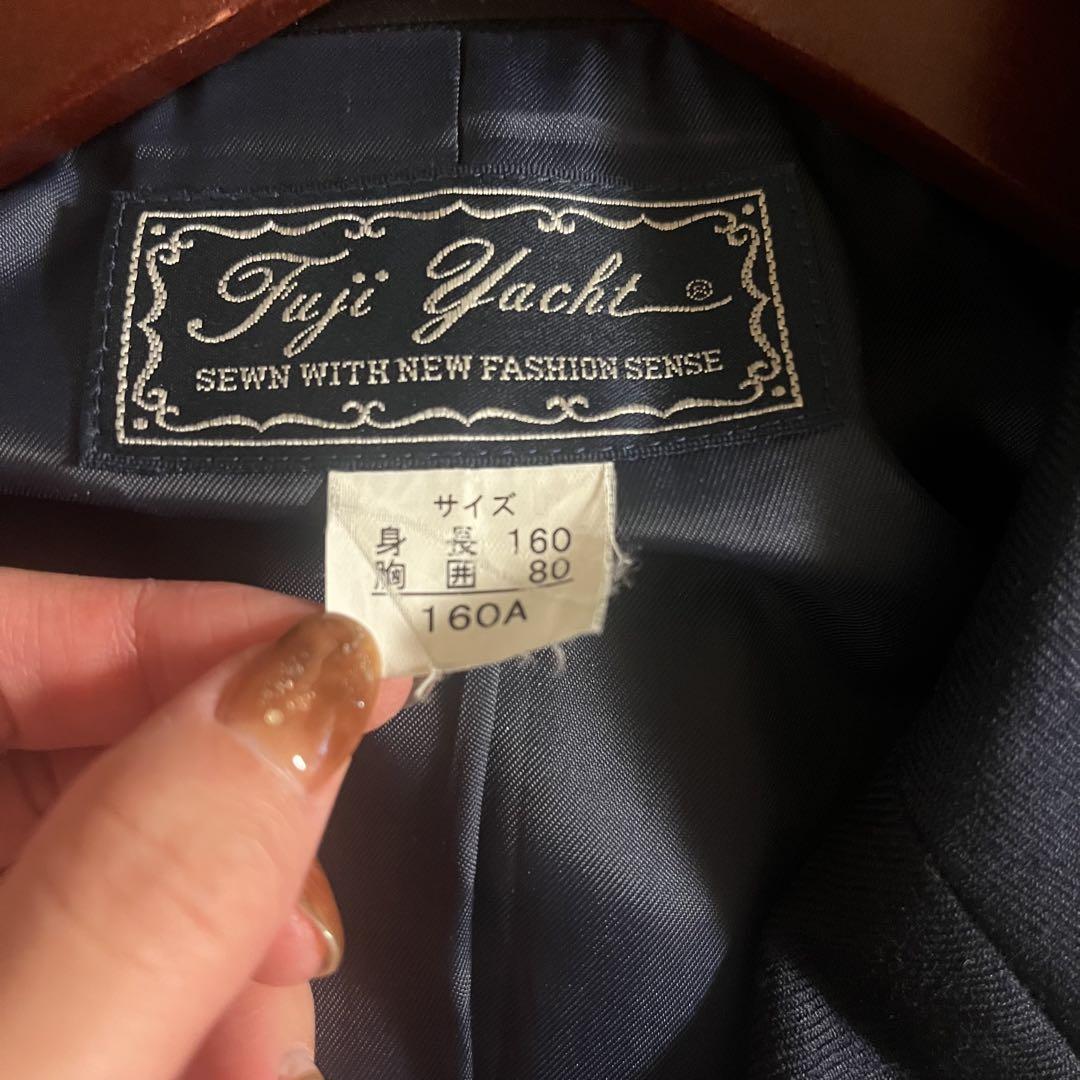 Fuji Yacht ®
SEWN WITH NEW FASHION SENSE
サイズ
身長 160
胸囲 80
160A